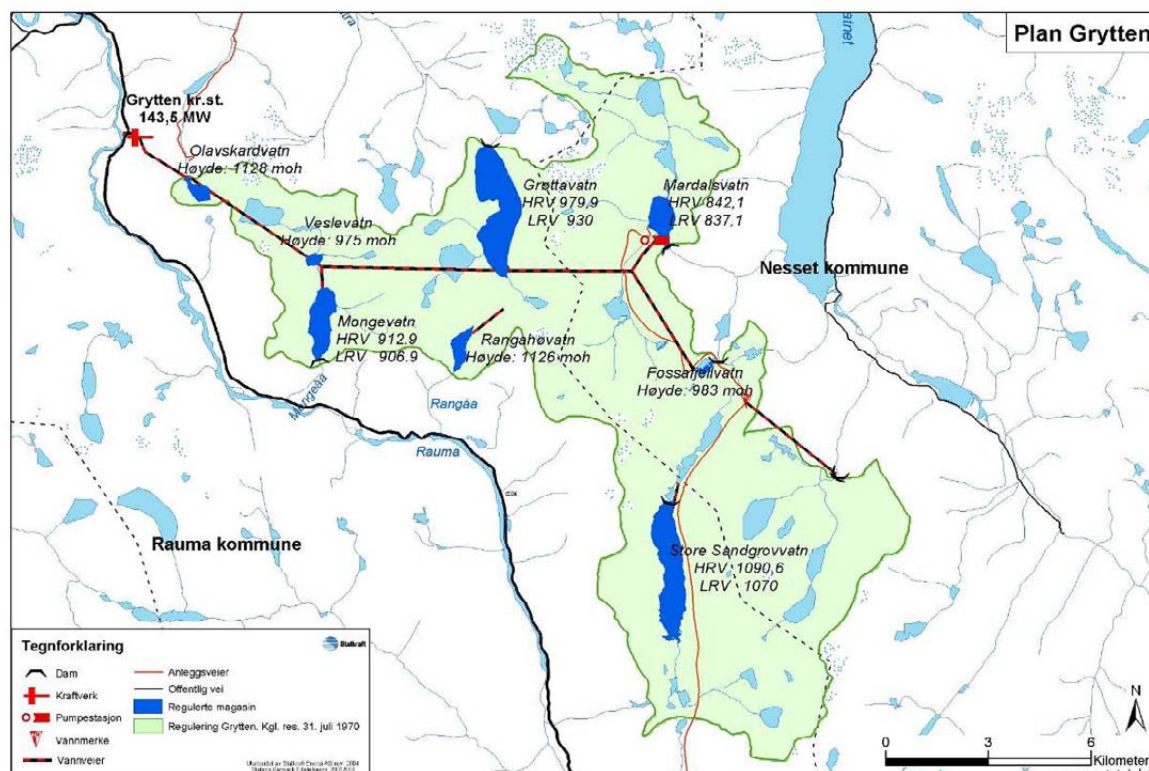 Plan Grytten
Grytten kr.st.
143,5 MW
Olavskardvatn
Høyde: 1128 moh
Veslevatn
Høyde: 975 moh
Grøttavatn
HRV 979,9
LRV 930
Mardalsvatn
HRV 842,1
LRV 837,1
Nesset kommune
Mongevatn
HRV 912.9
LRV 906.9
Rangahøvatn
Høyde: 1126 moh
Fossafjellvatn
Høyde: 983 moh
Mongeåa
Rangåa
Rauma
Rauma kommune
Store Sandgrovvatn
HRV 1090,6
LRV 1070
Tegnforklaring
Statkraft
Dam
Kraftverk
Pumpestasjon
Vannmerke
Vannveier
Anleggsveier
Offentlig vei
Regulerte magasin
Regulering Grytten. Kgl. res. 31. juli 1970
N
0 3 6
Kilometer